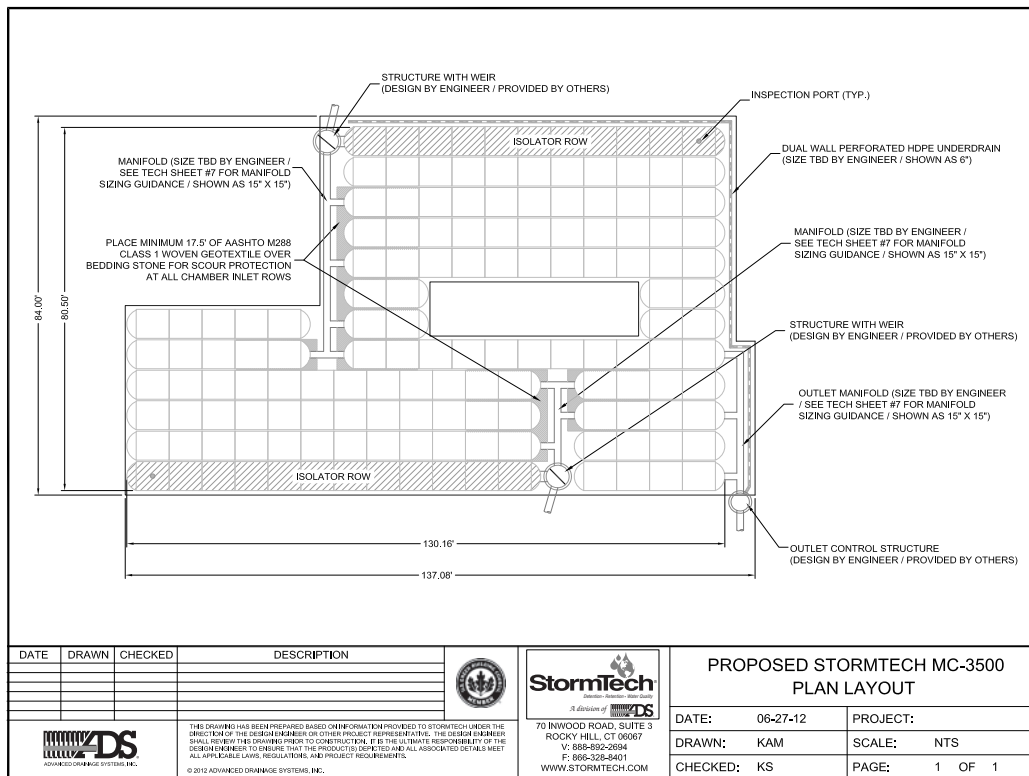 STRUCTURE WITH WEIR
(DESIGN BY ENGINEER / PROVIDED BY OTHERS)
INSPECTION PORT (TYP.)
ISOLATOR ROW
DUAL WALL PERFORATED HDPE UNDERDRAIN
(SIZE TBD BY ENGINEER / SHOWN AS 6")
MANIFOLD (SIZE TBD BY ENGINEER /
SEE TECH SHEET #7 FOR MANIFOLD
SIZING GUIDANCE / SHOWN AS 15" X 15")
PLACE MINIMUM 17.5' OF AASHTO M288
CLASS 1 WOVEN GEOTEXTILE OVER
BEDDING STONE FOR SCOUR PROTECTION
AT ALL CHAMBER INLET ROWS
MANIFOLD (SIZE TBD BY ENGINEER /
SEE TECH SHEET #7 FOR MANIFOLD
SIZING GUIDANCE / SHOWN AS 15" X 15")
84.00'
80.50'
STRUCTURE WITH WEIR
(DESIGN BY ENGINEER / PROVIDED BY OTHERS)
OUTLET MANIFOLD (SIZE TBD BY ENGINEER
/ SEE TECH SHEET #7 FOR MANIFOLD
SIZING GUIDANCE / SHOWN AS 15" X 15")
ISOLATOR ROW
OUTLET CONTROL STRUCTURE
(DESIGN BY ENGINEER / PROVIDED BY OTHERS)
130.16'
137.08'
DATE DRAWN CHECKED DESCRIPTION
ADS
ADVANCED DRAINAGE SYSTEMS, INC.
THIS DRAWING HAS BEEN PREPARED BASED ON INFORMATION PROVIDED TO STORMTECH UNDER THE
DIRECTION OF THE DESIGN ENGINEER OR OTHER PROJECT REPRESENTATIVE. THE DESIGN ENGINEER
SHALL REVIEW THIS DRAWING PRIOR TO CONSTRUCTION. IT IS THE ULTIMATE RESPONSIBILITY OF THE
DESIGN ENGINEER TO ENSURE THAT THE PRODUCT(S) DEPICTED AND ALL ASSOCIATED DETAILS MEET
ALL APPLICABLE LAWS, REGULATIONS, AND PROJECT REQUIREMENTS.
© 2012 ADVANCED DRAINAGE SYSTEMS, INC.
MEMBER
StormTech
Detention • Retention • Water Quality
A division of ADS
70 INWOOD ROAD, SUITE 3
ROCKY HILL, CT 06067
V: 888-892-2694
F: 866-328-8401
WWW.STORMTECH.COM
PROPOSED STORMTECH MC-3500
PLAN LAYOUT
DATE: 06-27-12 PROJECT:
DRAWN: KAM SCALE: NTS
CHECKED: KS PAGE: 1 OF 1